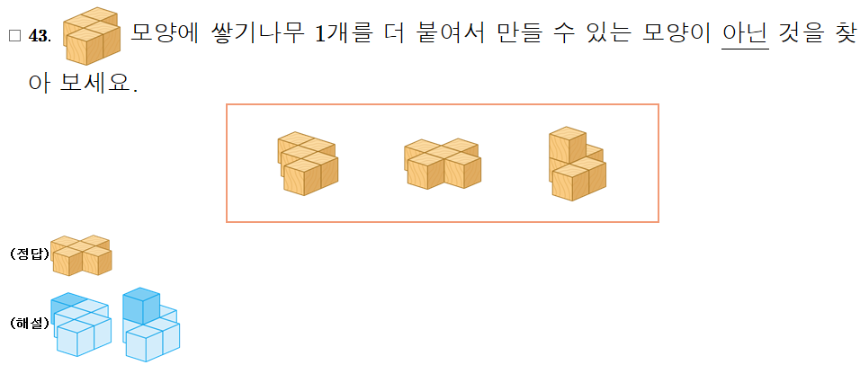 □ 43. 모양에 쌓기나무 1개를 더 붙여서 만들 수 있는 모양이 아닌 것을 찾
아 보세요.
(정답)
(해설)